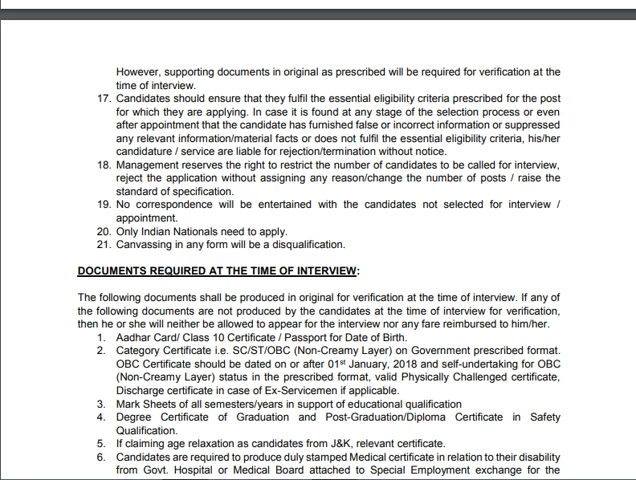 However, supporting documents in original as prescribed will be required for verification at the
time of interview.
17. Candidates should ensure that they fulfil the essential eligibility criteria prescribed for the post
for which they are applying. In case it is found at any stage of the selection process or even
after appointment that the candidate has furnished false or incorrect information or suppressed
any relevant information/material facts or does not fulfil the essential eligibility criteria, his/her
candidature / service are liable for rejection/termination without notice.
18. Management reserves the right to restrict the number of candidates to be called for interview,
reject the application without assigning any reason/change the number of posts / raise the
standard of specification.
19. No correspondence will be entertained with the candidates not selected for interview /
appointment.
20. Only Indian Nationals need to apply.
21. Canvassing in any form will be a disqualification.
DOCUMENTS REQUIRED AT THE TIME OF INTERVIEW:
The following documents shall be produced in original for verification at the time of interview. If any of
the following documents are not produced by the candidates at the time of interview for verification,
then he or she will neither be allowed to appear for the interview nor any fare reimbursed to him/her.
1. Aadhar Card/ Class 10 Certificate / Passport for Date of Birth.
2. Category Certificate i.e. SC/ST/OBC (Non-Creamy Layer) on Government prescribed format.
OBC Certificate should be dated on or after 01st January, 2018 and self-undertaking for OBC
(Non-Creamy Layer) status in the prescribed format, valid Physically Challenged certificate,
Discharge certificate in case of Ex-Servicemen if applicable.
3. Mark Sheets of all semesters/years in support of educational qualification
4. Degree Certificate of Graduation and Post-Graduation/Diploma Certificate in Safety
Qualification.
5. If claiming age relaxation as candidates from J&K, relevant certificate.
6. Candidates are required to produce duly stamped Medical certificate in relation to their disability
from Govt. Hospital or Medical Board attached to Special Employment exchange for the